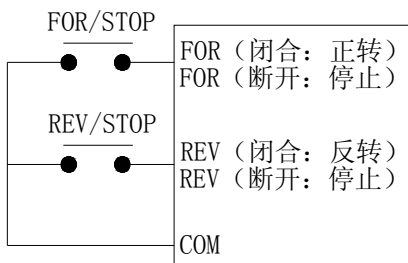 FOR/STOP
FOR（闭合：正转）
FOR（断开：停止）
REV/STOP
REV（闭合：反转）
REV（断开：停止）
COM